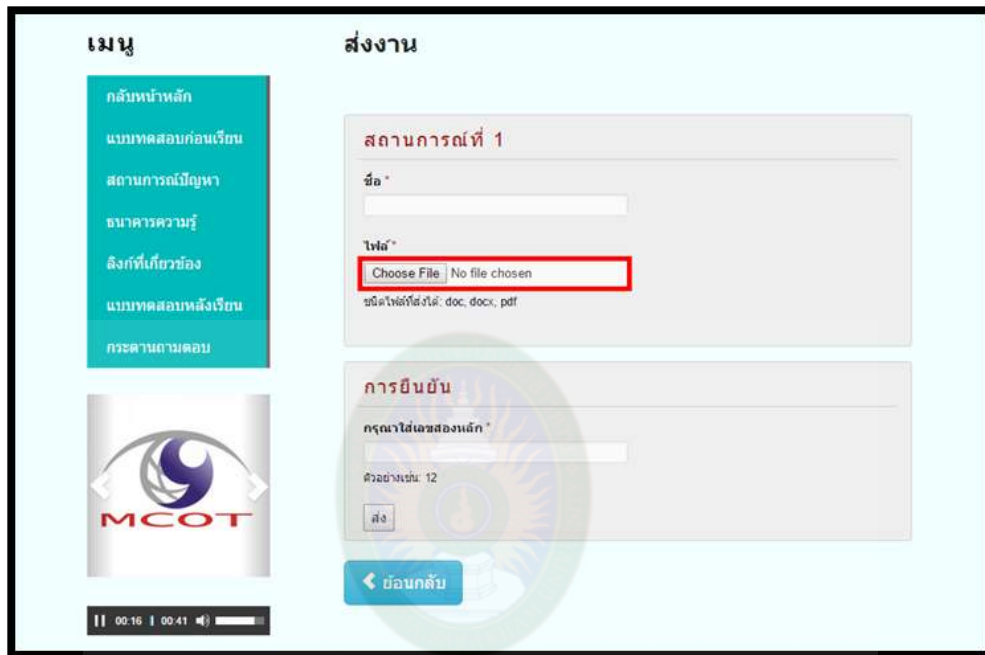 เมนู
กลับหน้าหลัก
แบบทดสอบก่อนเรียน
สถานการณ์ปัญหา
ธนาคารความรู้
ลิงก์ที่เกี่ยวข้อง
แบบทดสอบหลังเรียน
กระดานถามตอบ
MCOT
00:16 00:41
ส่งงาน
สถานการณ์ที่ 1
ชื่อ *
ไฟล์ *
Choose File No file chosen
ชนิดไฟล์ที่ส่งได้: doc, docx, pdf
การยืนยัน
กรุณาใส่เลขสองหลัก *
ตัวอย่างเช่น: 12
ส่ง
ย้อนกลับ